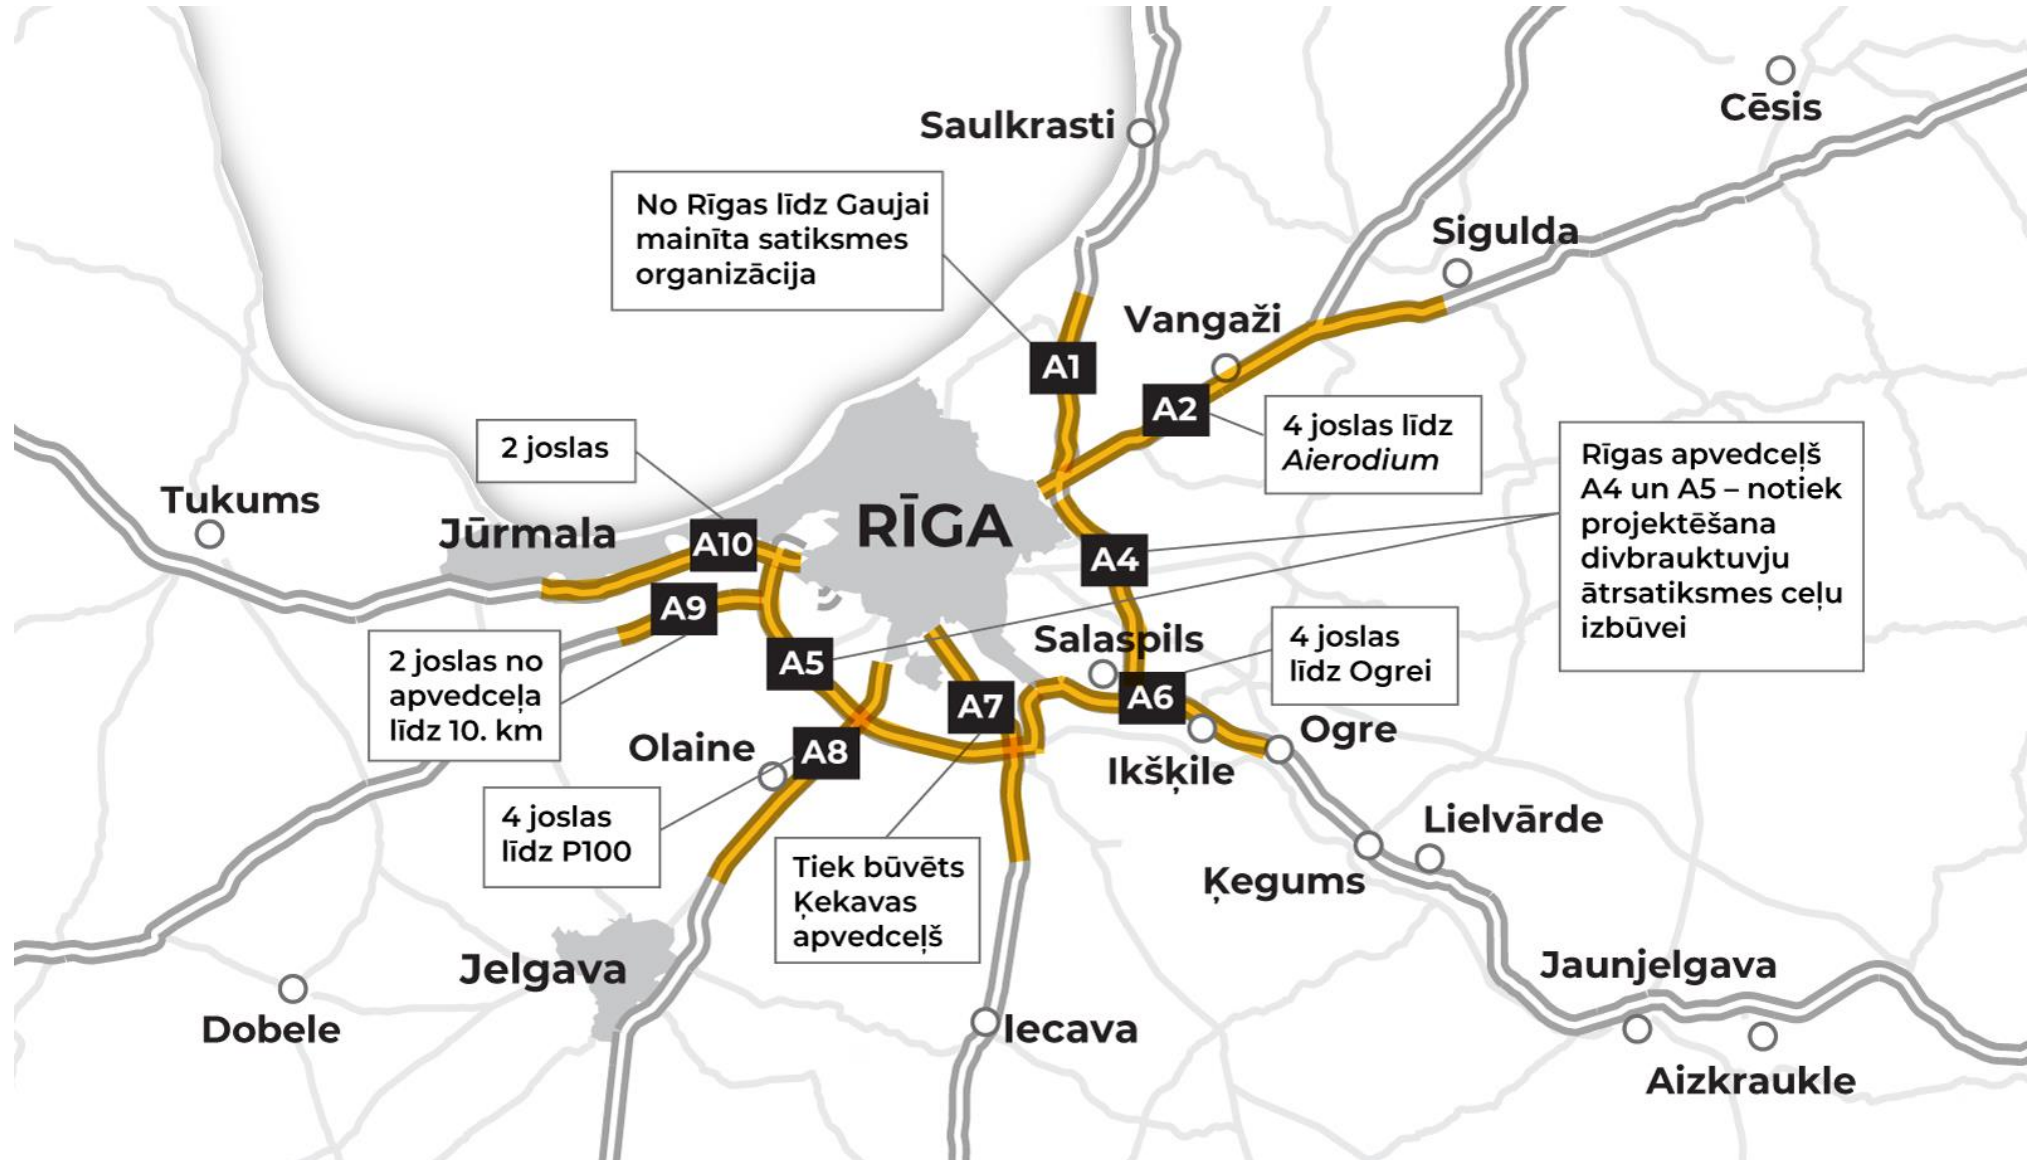 Cēsis
Saulkrasti
No Rīgas līdz Gaujai
mainīta satiksmes
organizācija
Sigulda
Vangaži
A1
A2
4 joslas līdz
Aierodium
2 joslas
Rīgas apvedceļš
A4 un A5 – notiek
projektēšana
divbrauktuvju
ātrsatiksmes ceļu
izbūvei
Tukums
Jūrmala
A10
RĪGA
A4
A9
Salaspils
4 joslas
līdz Ogrei
2 joslas no
apvedceļa
līdz 10. km
A5
A6
A7
Olaine
A8
Ogre
Ikšķile
4 joslas
līdz P100
Lielvārde
Tiek būvēts
Ķekavas
apvedceļš
Ķegums
Jelgava
Jaunjelgava
Dobele
Iecava
Aizkraukle